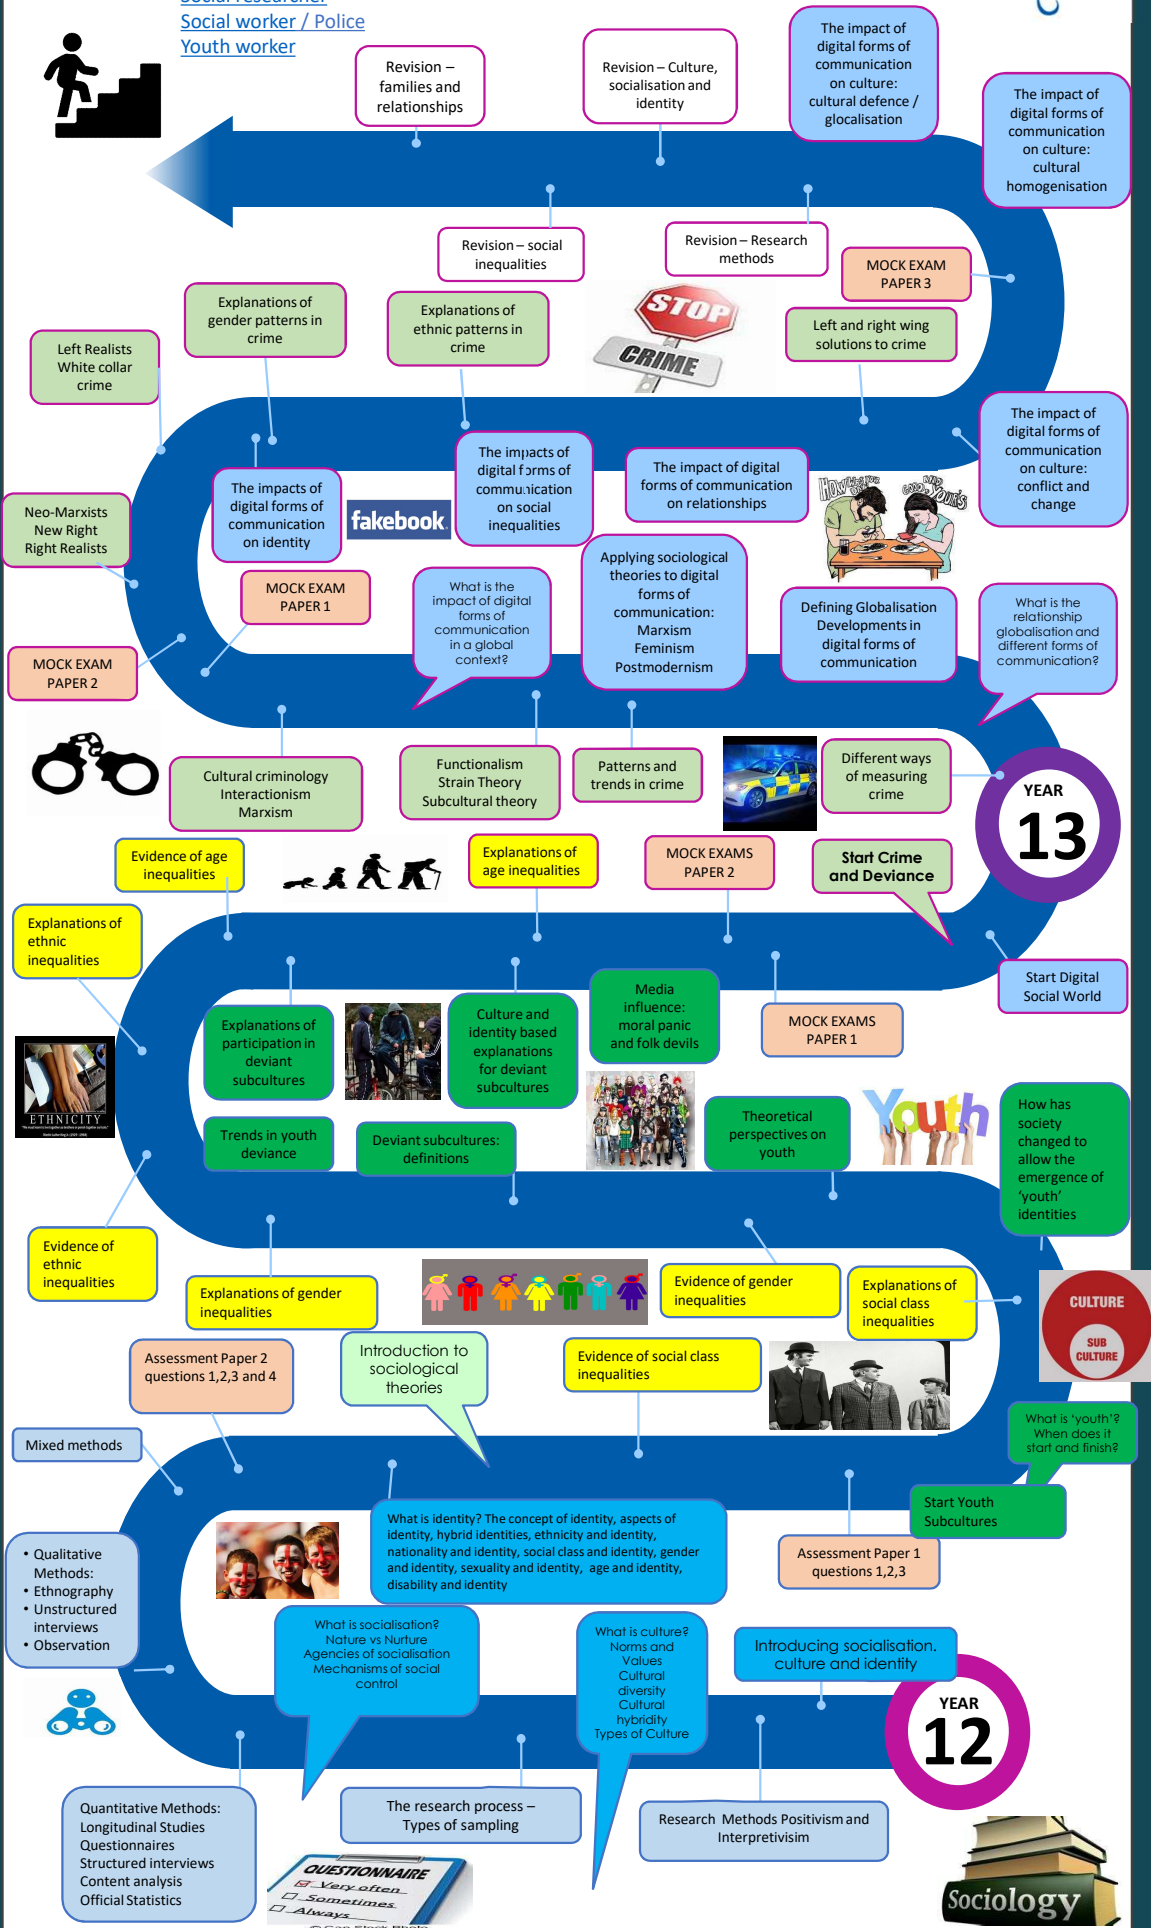 Social researcher
Social worker / Police
Youth worker
Revision –
families and
relationships
Revision – Culture,
socialisation and
identity
The impact of
digital forms of
communication
on culture:
cultural defence /
glocalisation
The impact of
digital forms of
communication
on culture:
cultural
homogenisation
Revision – social
inequalities
Revision – Research
methods
MOCK EXAM
PAPER 3
Explanations of
gender patterns in
crime
Explanations of
ethnic patterns in
crime
STOP
CRIME
Left and right wing
solutions to crime
Left Realists
White collar
crime
The impact of
digital forms of
communication
on culture:
conflict and
change
The impacts of
digital forms of
communication
on identity
fakebook
The impacts of
digital forms of
communication
on social
inequalities
The impact of digital
forms of communication
on relationships
Neo-Marxists
New Right
Right Realists
MOCK EXAM
PAPER 1
What is the
impact of digital
forms of
communication
in a global
context?
Applying sociological
theories to digital
forms of
communication:
Marxism
Feminism
Postmodernism
Defining Globalisation
Developments in
digital forms of
communication
What is the
relationship
globalisation and
different forms of
communication?
MOCK EXAM
PAPER 2
Cultural criminology
Interactionism
Marxism
Functionalism
Strain Theory
Subcultural theory
Patterns and
trends in crime
Different ways
of measuring
crime
YEAR
13
Evidence of age
inequalities
Explanations of
age inequalities
MOCK EXAMS
PAPER 2
Start Crime
and Deviance
Explanations of
ethnic
inequalities
Start Digital
Social World
Explanations of
participation in
deviant
subcultures
Culture and
identity based
explanations
for deviant
subcultures
Media
influence:
moral panic
and folk devils
MOCK EXAMS
PAPER 1
ETHNICITY
Trends in youth
deviance
Deviant subcultures:
definitions
Theoretical
perspectives on
youth
Youth
How has
society
changed to
allow the
emergence of
‘youth’
identities
Evidence of
ethnic
inequalities
Explanations of gender
inequalities
Evidence of gender
inequalities
Explanations of
social class
inequalities
CULTURE
SUB
CULTURE
Assessment Paper 2
questions 1,2,3 and 4
Introduction to
sociological
theories
Evidence of social class
inequalities
Mixed methods
What is ‘youth’?
When does it
start and finish?
Start Youth
Subcultures
• Qualitative
Methods:
• Ethnography
• Unstructured
interviews
• Observation
What is identity? The concept of identity, aspects of
identity, hybrid identities, ethnicity and identity,
nationality and identity, social class and identity, gender
and identity, sexuality and identity, age and identity,
disability and identity
Assessment Paper 1
questions 1,2,3
What is socialisation?
Nature vs Nurture
Agencies of socialisation
Mechanisms of social
control
What is culture?
Norms and
Values
Cultural
diversity
Cultural
hybridity
Types of Culture
Introducing socialisation.
culture and identity
YEAR
12
Quantitative Methods:
Longitudinal Studies
Questionnaires
Structured interviews
Content analysis
Official Statistics
The research process –
Types of sampling
Research Methods Positivism and
Interpretivisim
QUESTIONNAIRE
Very often
Sometimes
Always
Sociology